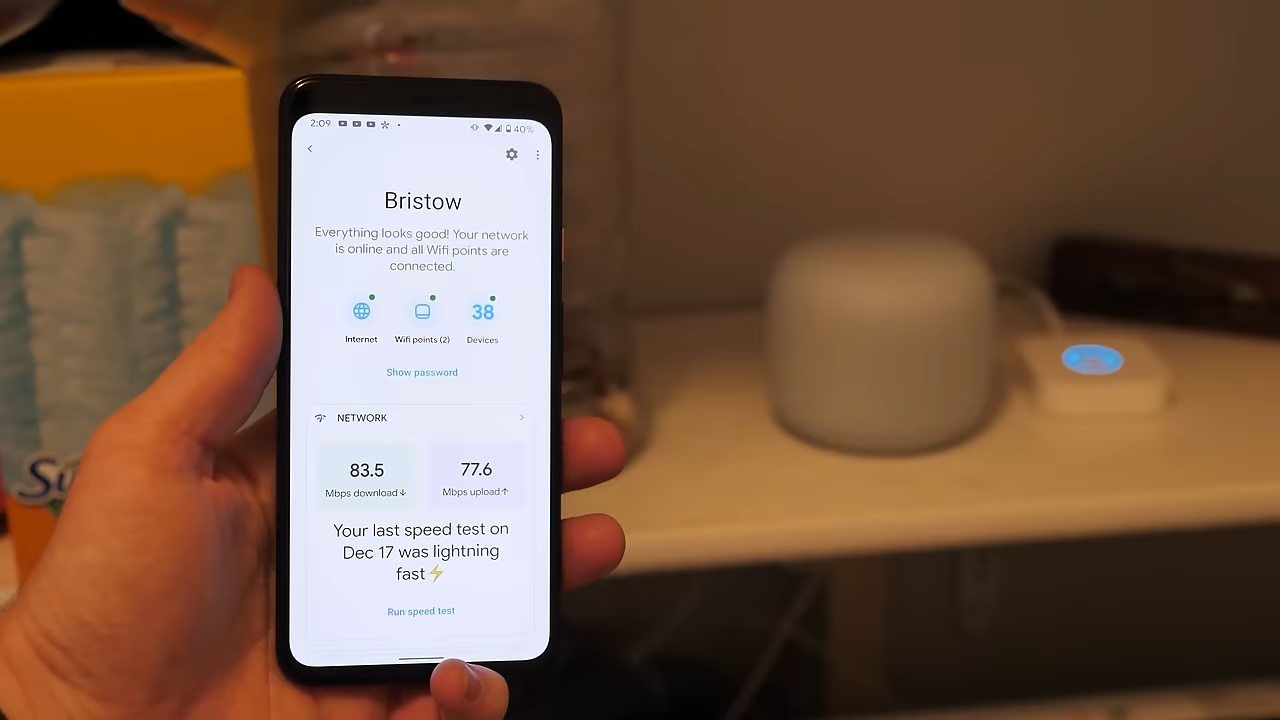 2:09 40%
Bristow
Everything looks good! Your network
is online and all Wifi points are
connected.
38
Internet Wifi points (2) Devices
Show password
NETWORK
83.5 77.6
Mbps download↓ Mbps upload↑
Your last speed test on
Dec 17 was lightning
fast⚡
Run speed test